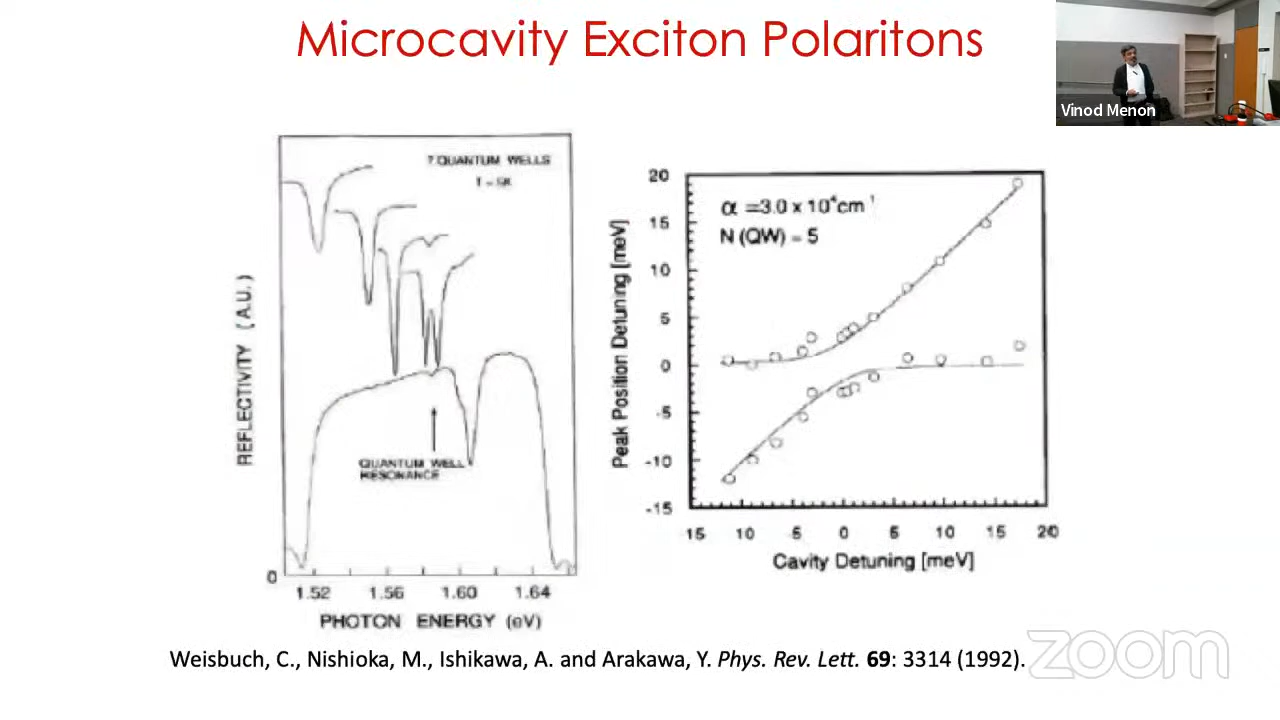 Microcavity Exciton Polaritons
Vinod Menon
7 QUANTUM WELLS
T = 5K
REFLECTIVITY (A.U.)
QUANTUM WELL
RESONANCE
0
1.52 1.56 1.60 1.64
PHOTON ENERGY (eV)
α = 3.0 x 10⁴cm⁻¹
N (QW) = 5
Peak Position Detuning [meV]
20
15
10
5
0
-5
-10
-15
15 10 5 0 5 10 15 20
Cavity Detuning [meV]
Weisbuch, C., Nishioka, M., Ishikawa, A. and Arakawa, Y. Phys. Rev. Lett. 69: 3314 (1992).
zoom